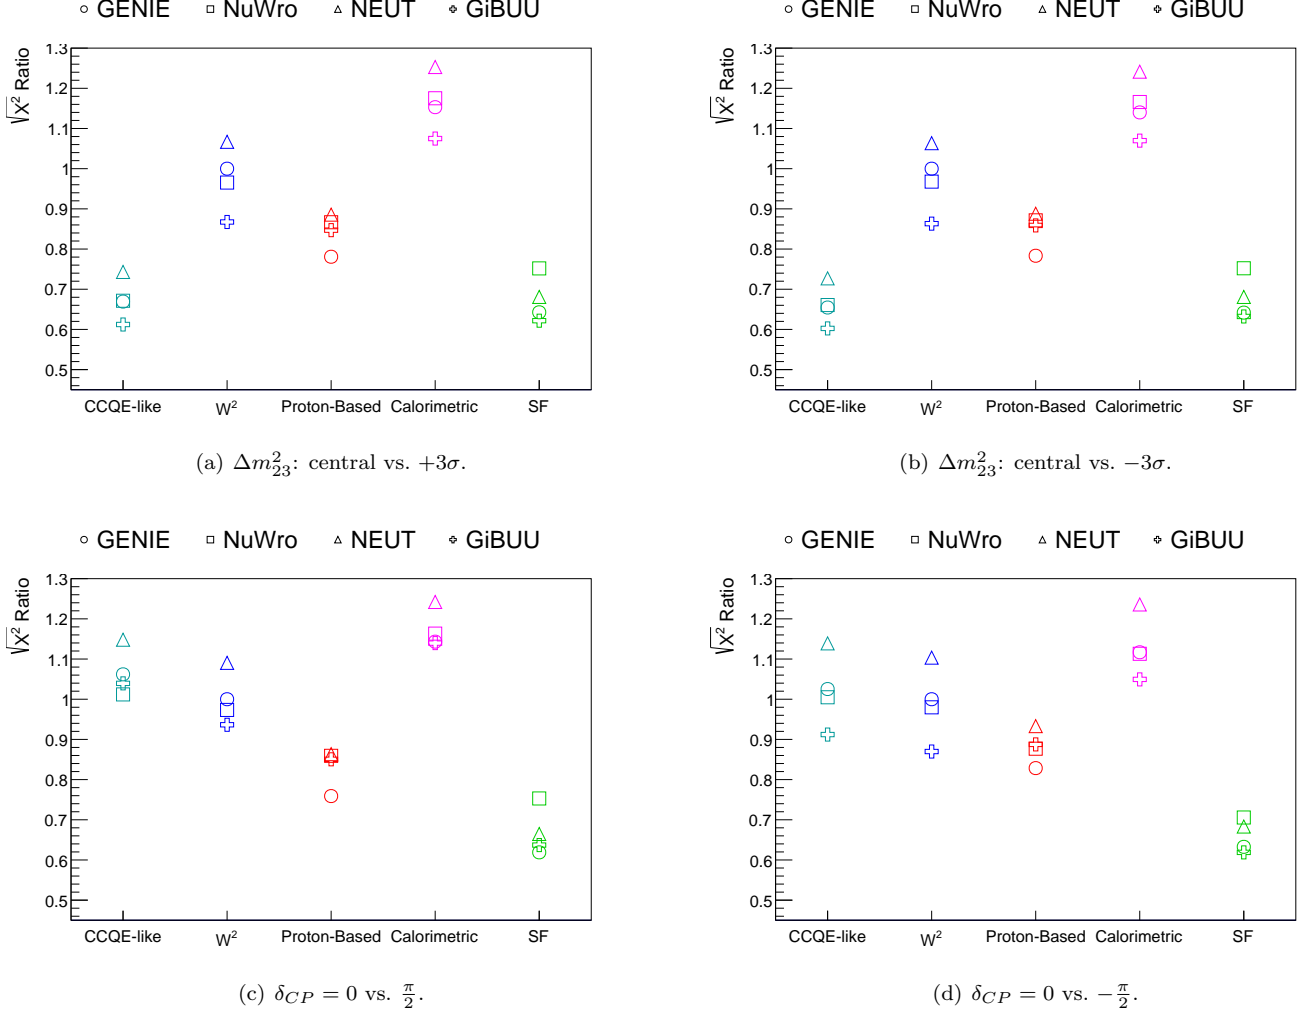 GENIE NuWro NEUT GiBUU
√X² Ratio
1.3
1.2
1.1
1
0.9
0.8
0.7
0.6
0.5
CCQE-like W² Proton-Based Calorimetric SF
(a) Δm²₂₃: central vs. +3σ.
GENIE NuWro NEUT GiBUU
√X² Ratio
1.3
1.2
1.1
1
0.9
0.8
0.7
0.6
0.5
CCQE-like W² Proton-Based Calorimetric SF
(b) Δm²₂₃: central vs. −3σ.
GENIE NuWro NEUT GiBUU
√X² Ratio
1.3
1.2
1.1
1
0.9
0.8
0.7
0.6
0.5
CCQE-like W² Proton-Based Calorimetric SF
(c) δCP = 0 vs. π/2.
GENIE NuWro NEUT GiBUU
√X² Ratio
1.3
1.2
1.1
1
0.9
0.8
0.7
0.6
0.5
CCQE-like W² Proton-Based Calorimetric SF
(d) δCP = 0 vs. −π/2.